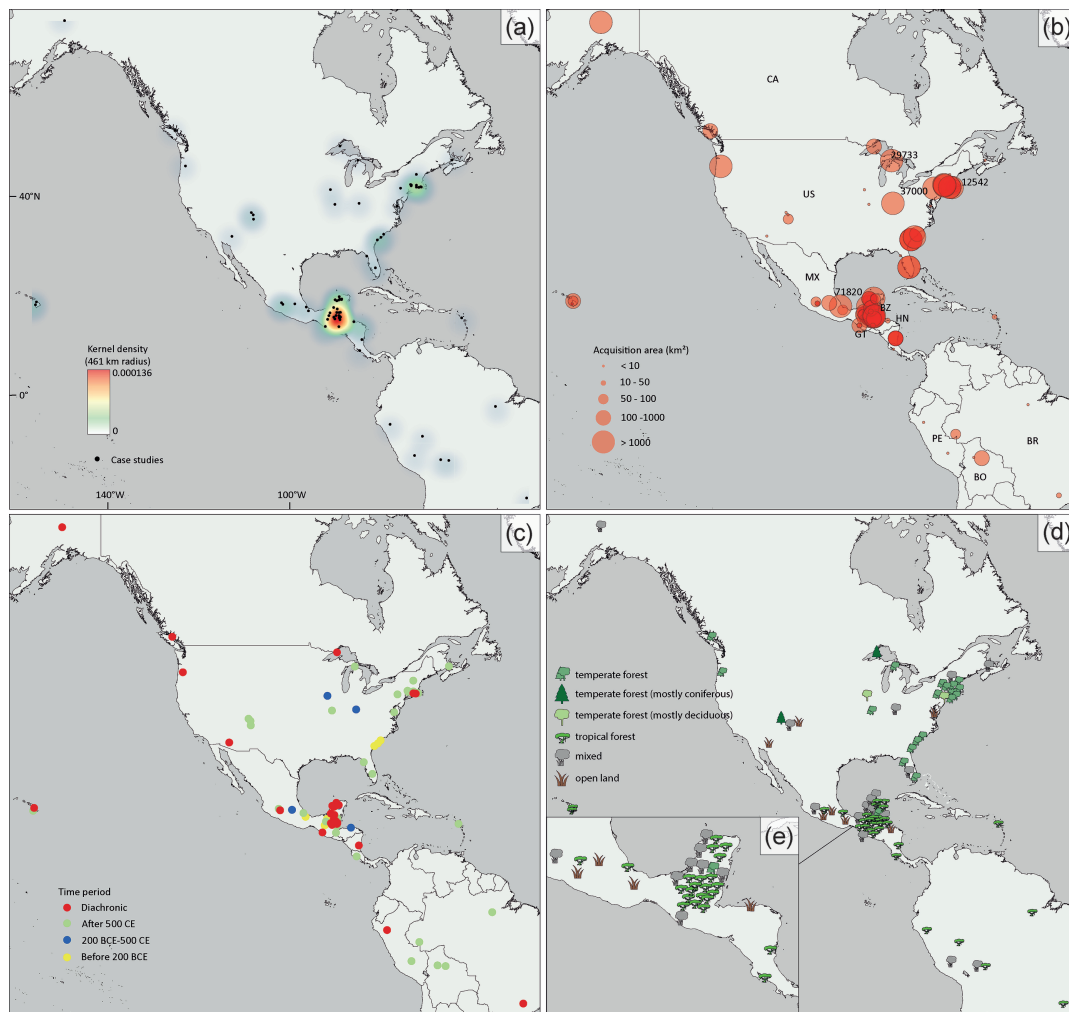 (a)
40°N
Kernel density
(461 km radius)
0.000136
0°
0
Case studies
140°W
100°W
(b)
CA
29733
12542
US
37000
MX
71820
BZ
HN
GT
Acquisition area (km²)
< 10
10 - 50
50 - 100
100 -1000
> 1000
PE
BR
BO
(c)
Time period
Diachronic
After 500 CE
200 BCE-500 CE
Before 200 BCE
(d)
temperate forest
temperate forest (mostly coniferous)
temperate forest (mostly deciduous)
tropical forest
mixed
open land
(e)